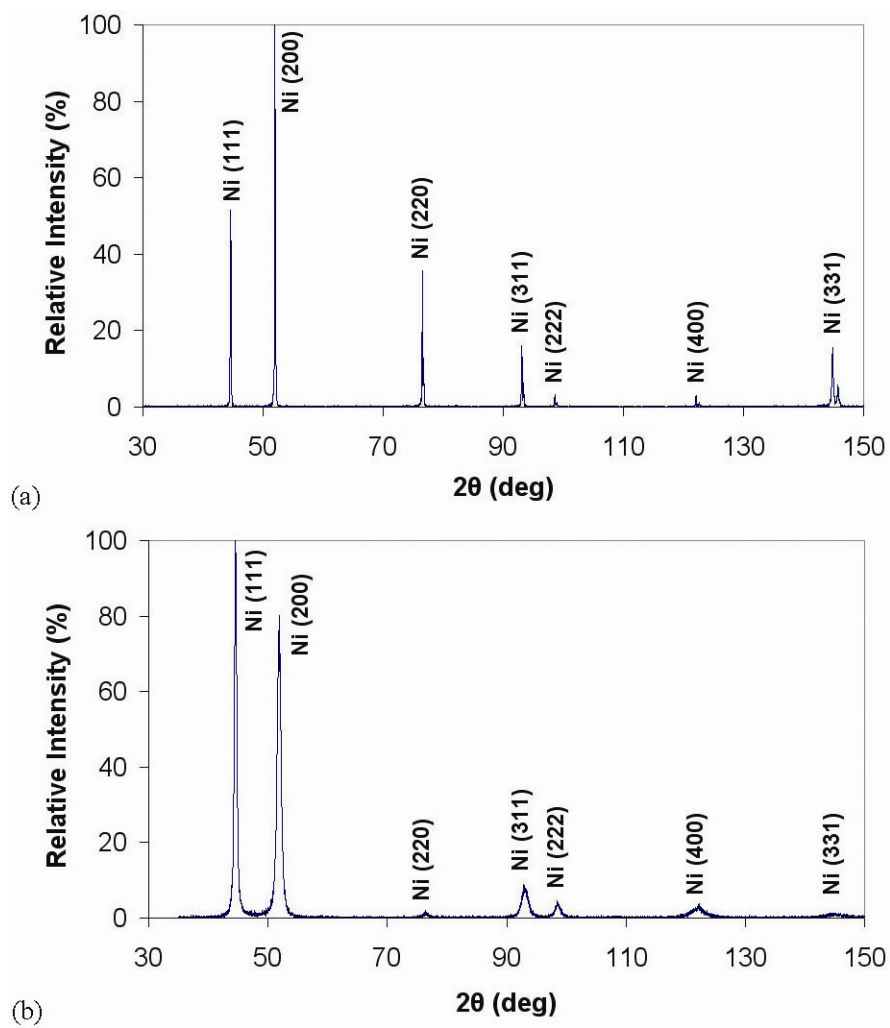 100
80
60
40
20
0
Relative Intensity (%)
Ni (111)
Ni (200)
Ni (220)
Ni (311)
Ni (222)
Ni (400)
Ni (331)
30 50 70 90 110 130 150
2θ (deg)
(a)
100
80
60
40
20
0
Relative Intensity (%)
Ni (111)
Ni (200)
Ni (220)
Ni (311)
Ni (222)
Ni (400)
Ni (331)
30 50 70 90 110 130 150
2θ (deg)
(b)